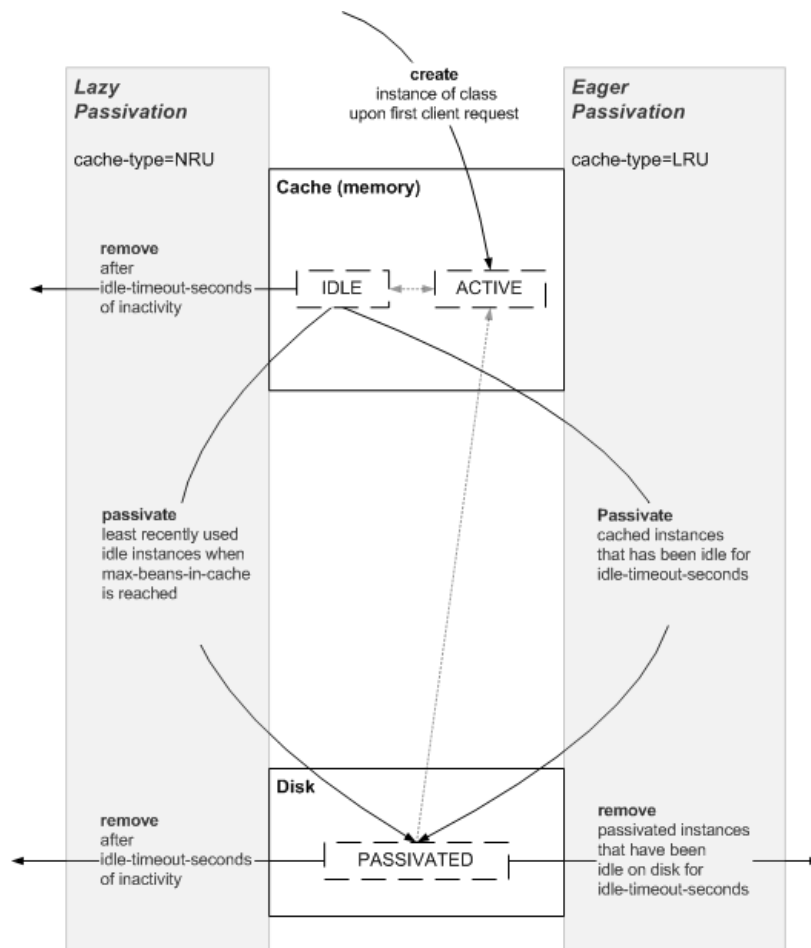 create
instance of class
upon first client request
Lazy
Passivation
cache-type=NRU
Eager
Passivation
cache-type=LRU
Cache (memory)
remove
after
idle-timeout-seconds
of inactivity
IDLE
ACTIVE
passivate
least recently used
idle instances when
max-beans-in-cache
is reached
Passivate
cached instances
that has been idle for
idle-timeout-seconds
Disk
remove
after
idle-timeout-seconds
of inactivity
PASSIVATED
remove
passivated instances
that have been
idle on disk for
idle-timeout-seconds